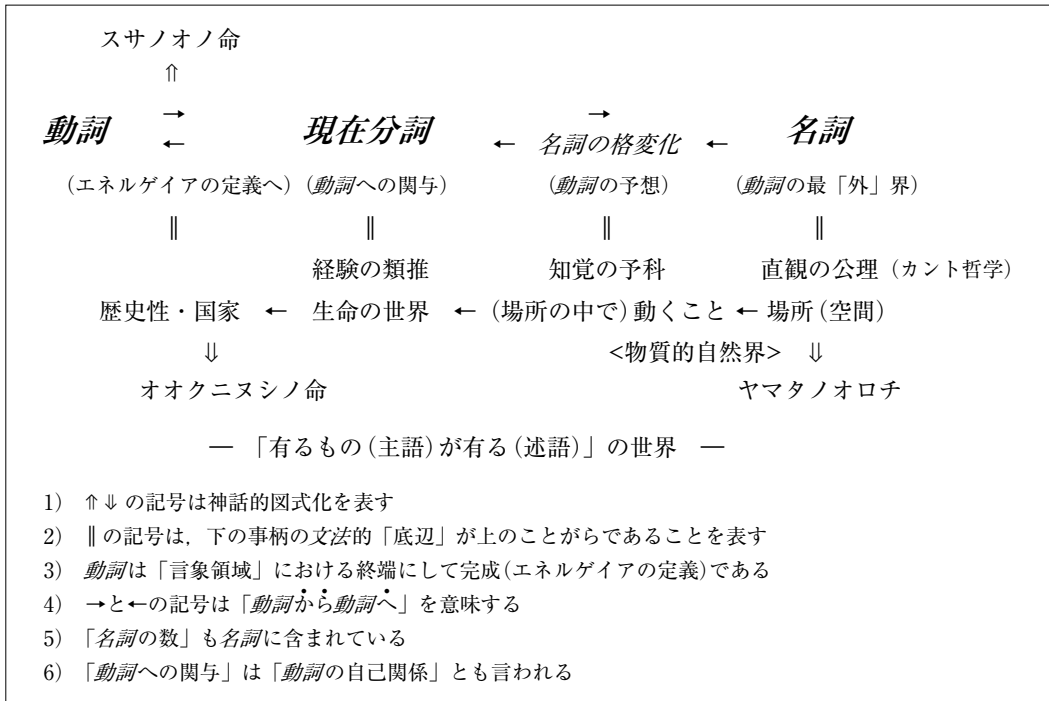 スサノオノ命
⇑
→ →
動詞 ← 現在分詞 ← 名詞の格変化 ← 名詞
(エネルゲイアの定義へ) (動詞への関与) (動詞の予想) (動詞の最「外」界)
‖ ‖ ‖ ‖
経験の類推 知覚の予科 直観の公理(カント哲学)
歴史性・国家 ← 生命の世界 ← (場所の中で)動くこと ← 場所(空間)
⇓ <物質的自然界> ⇓
オオクニヌシノ命 ヤマタノオロチ
― 「有るもの(主語)が有る(述語)」の世界 ―
1) ⇑⇓の記号は神話的図式化を表す
2) ‖の記号は,下の事柄の文法的「底辺」が上のことがらであることを表す
3) 動詞は「言象領域」における終端にして完成(エネルゲイアの定義)である
4) →と←の記号は「動詞から動詞へ」を意味する
5) 「名詞の数」も名詞に含まれている
6) 「動詞への関与」は「動詞の自己関係」とも言われる